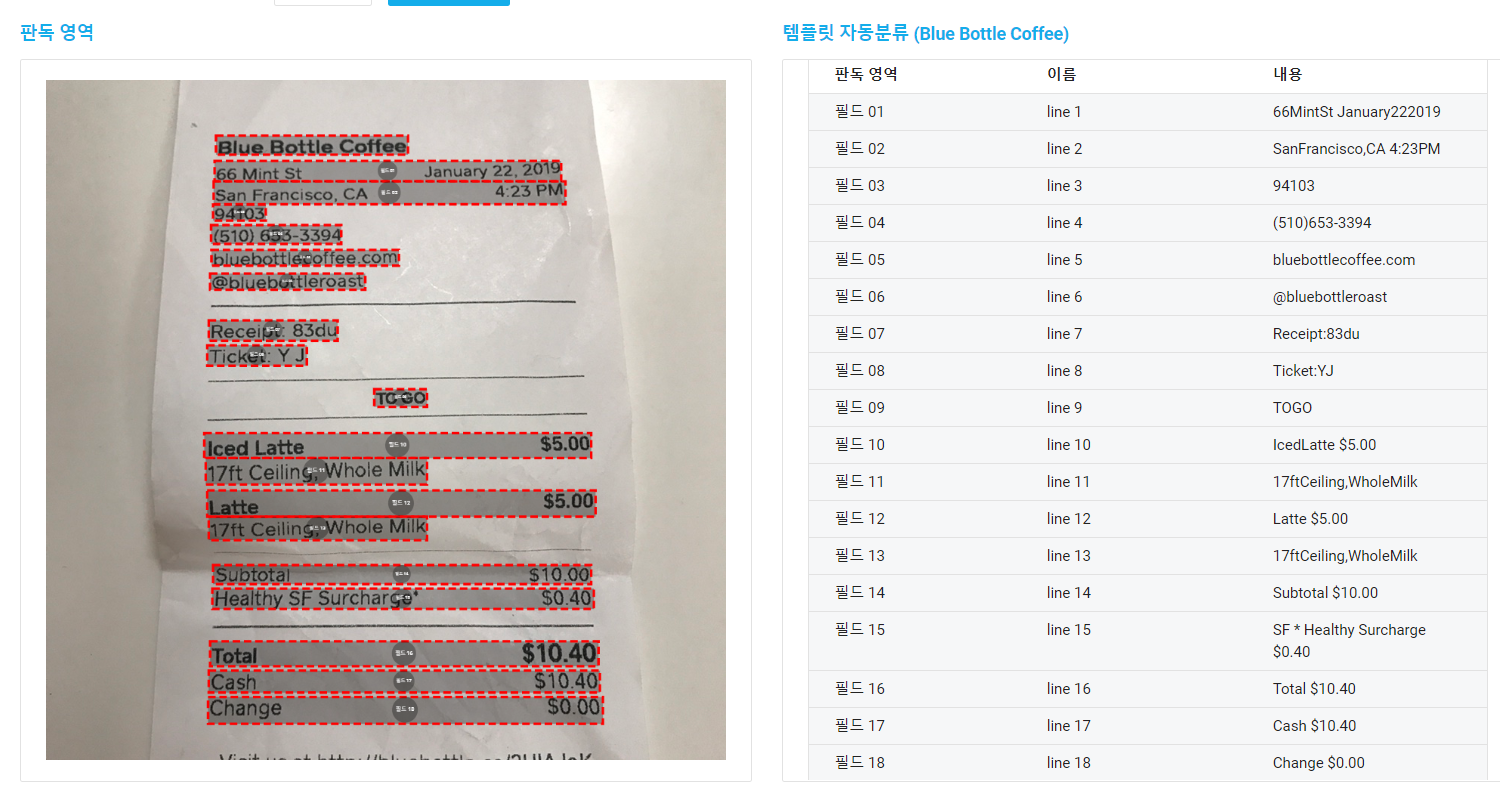 판독 영역
Blue Bottle Coffee
66 Mint St January 22, 2019
San Francisco, CA 4:23 PM
94103
(510) 653-3394
bluebottlecoffee.com
@bluebottleroast
Receipt: 83du
Ticket: Y J
TO GO
Iced Latte $5.00
17ft Ceiling, Whole Milk
Latte $5.00
17ft Ceiling, Whole Milk
Subtotal $10.00
Healthy SF Surcharge* $0.40
Total $10.40
Cash $10.40
Change $0.00
Visit us at
템플릿 자동분류 (Blue Bottle Coffee)
판독 영역 이름 내용
필드 01 line 1 66MintSt January222019
필드 02 line 2 SanFrancisco,CA 4:23PM
필드 03 line 3 94103
필드 04 line 4 (510)653-3394
필드 05 line 5 bluebottlecoffee.com
필드 06 line 6 @bluebottleroast
필드 07 line 7 Receipt:83du
필드 08 line 8 Ticket:YJ
필드 09 line 9 TOGO
필드 10 line 10 IcedLatte $5.00
필드 11 line 11 17ftCeiling,WholeMilk
필드 12 line 12 Latte $5.00
필드 13 line 13 17ftCeiling,WholeMilk
필드 14 line 14 Subtotal $10.00
필드 15 line 15 SF * Healthy Surcharge
$0.40
필드 16 line 16 Total $10.40
필드 17 line 17 Cash $10.40
필드 18 line 18 Change $0.00